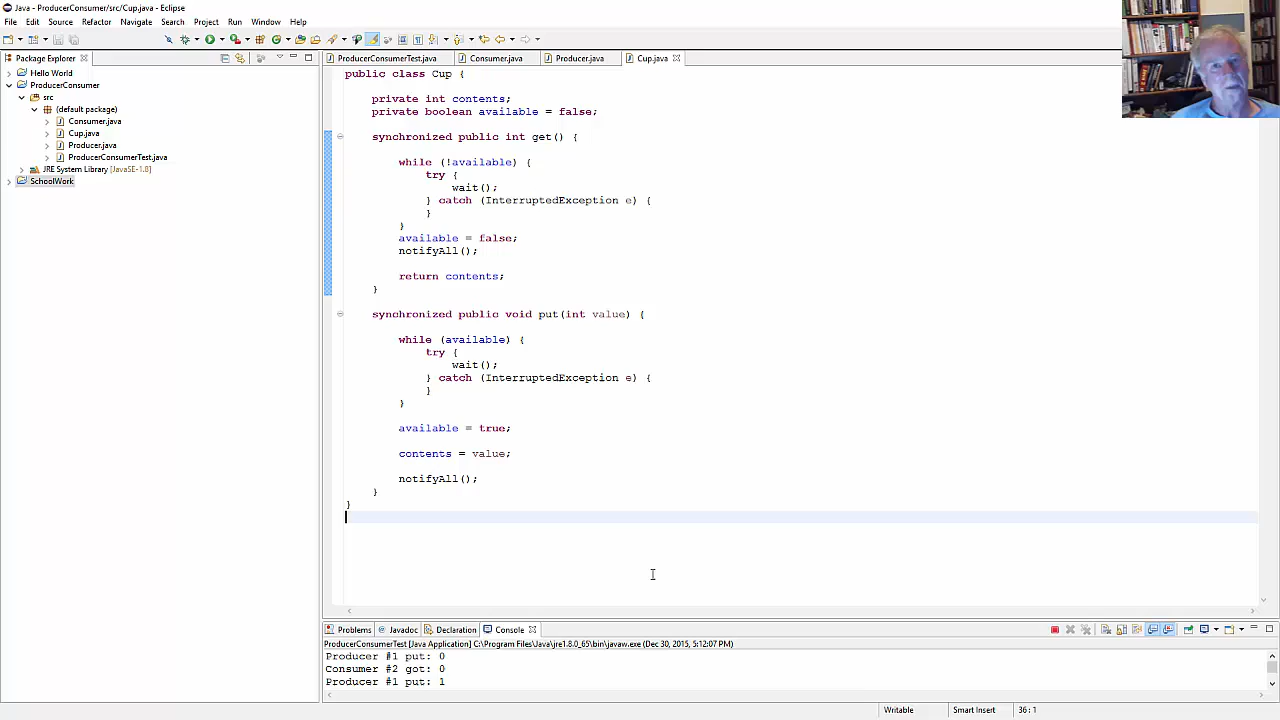 Java - ProducerConsumer/src/Cup.java - Eclipse
File Edit Source Refactor Navigate Search Project Run Window Help
Package Explorer
Hello World
ProducerConsumer
src
(default package)
Consumer.java
Cup.java
Producer.java
ProducerConsumerTest.java
JRE System Library [JavaSE-1.8]
SchoolWork
ProducerConsumerTest.java Consumer.java Producer.java Cup.java
public class Cup {
private int contents;
private boolean available = false;
synchronized public int get() {
while (!available) {
try {
wait();
} catch (InterruptedException e) {
}
}
available = false;
notifyAll();
return contents;
}
synchronized public void put(int value) {
while (available) {
try {
wait();
} catch (InterruptedException e) {
}
}
available = true;
contents = value;
notifyAll();
}
}
Problems Javadoc Declaration Console
ProducerConsumerTest [Java Application] C:\Program Files\Java\jre1.8.0_65\bin\javaw.exe (Dec 30, 2015, 5:12:07 PM)
Producer #1 put: 0
Consumer #2 got: 0
Producer #1 put: 1
Writable Smart Insert 36 : 1